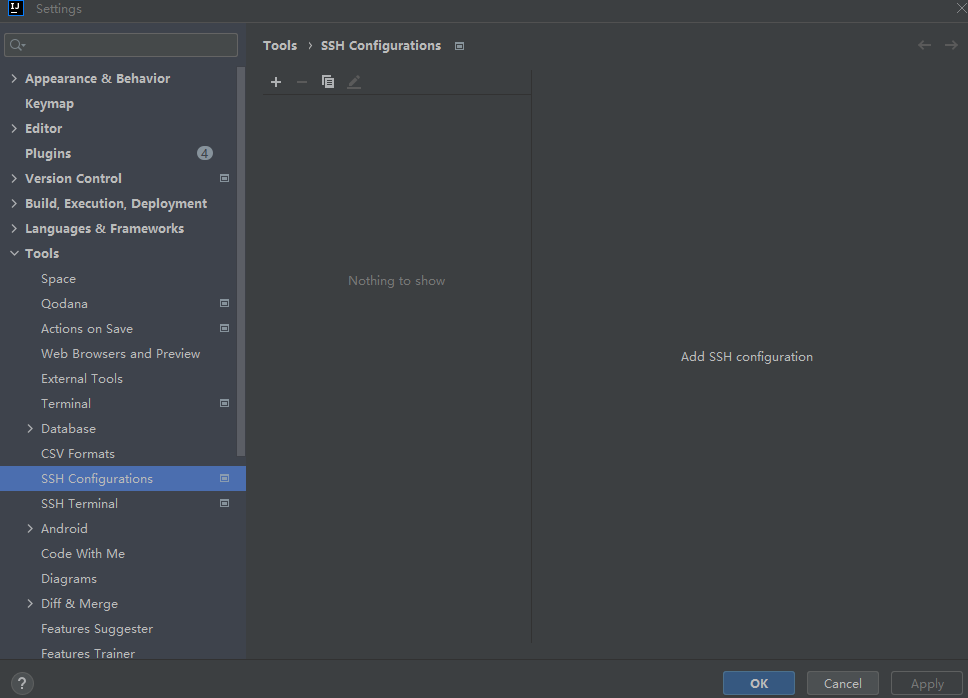 IJ Settings
Tools › SSH Configurations
Appearance & Behavior
Keymap
Editor
Plugins 4
Version Control
Build, Execution, Deployment
Languages & Frameworks
Tools
Space
Qodana
Actions on Save
Web Browsers and Preview
External Tools
Terminal
Database
CSV Formats
SSH Configurations
SSH Terminal
Android
Code With Me
Diagrams
Diff & Merge
Features Suggester
Features Trainer
Nothing to show
Add SSH configuration
? OK Cancel Apply